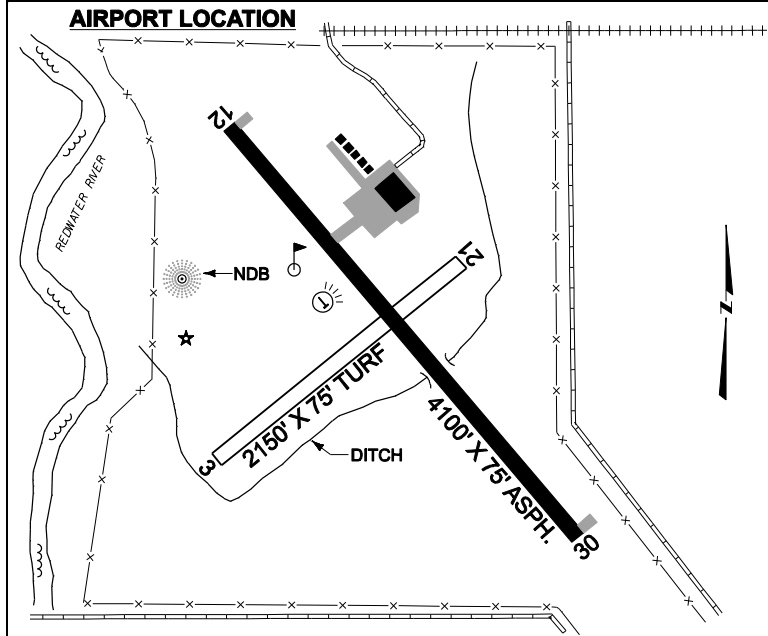 AIRPORT LOCATION
12
REDWATER RIVER
21
NDB
2150' X 75' TURF
4100' X 75' ASPH.
3
DITCH
30
N